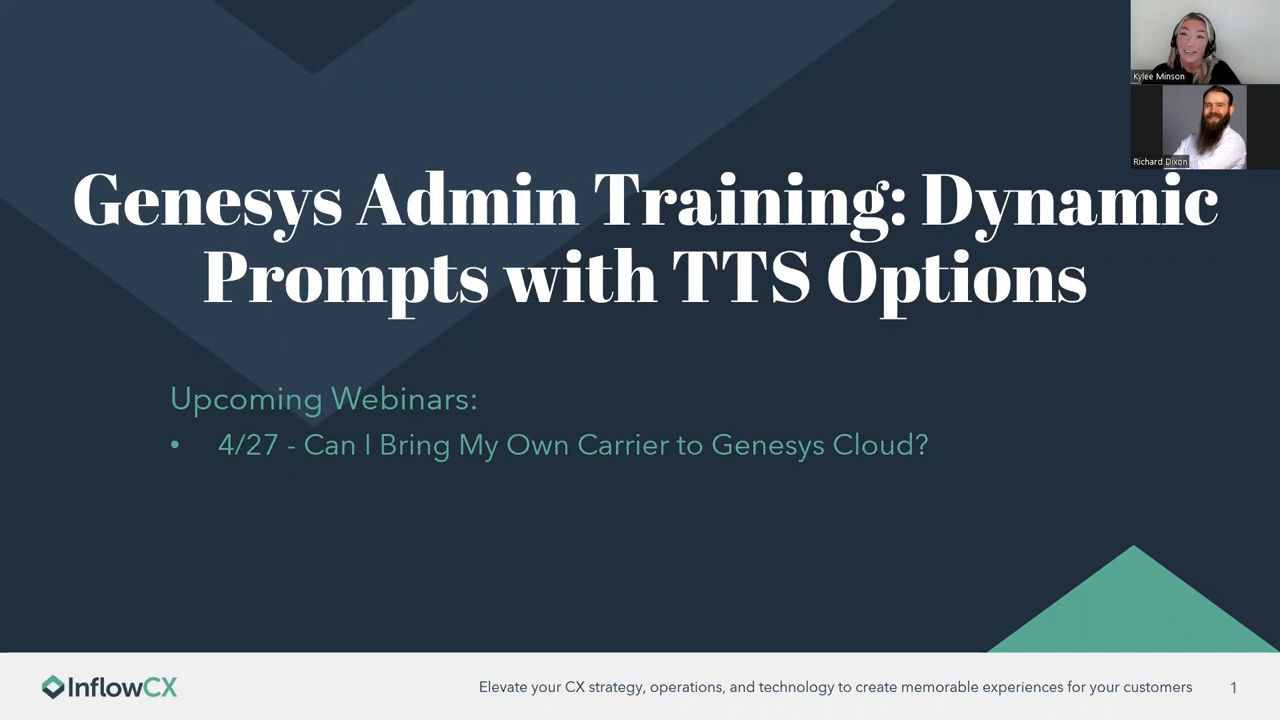 Kylee Minson
Richard Dixon
Genesys Admin Training: Dynamic
Prompts with TTS Options
Upcoming Webinars:
• 4/27 - Can I Bring My Own Carrier to Genesys Cloud?
InflowCX
Elevate your CX strategy, operations, and technology to create memorable experiences for your customers
1